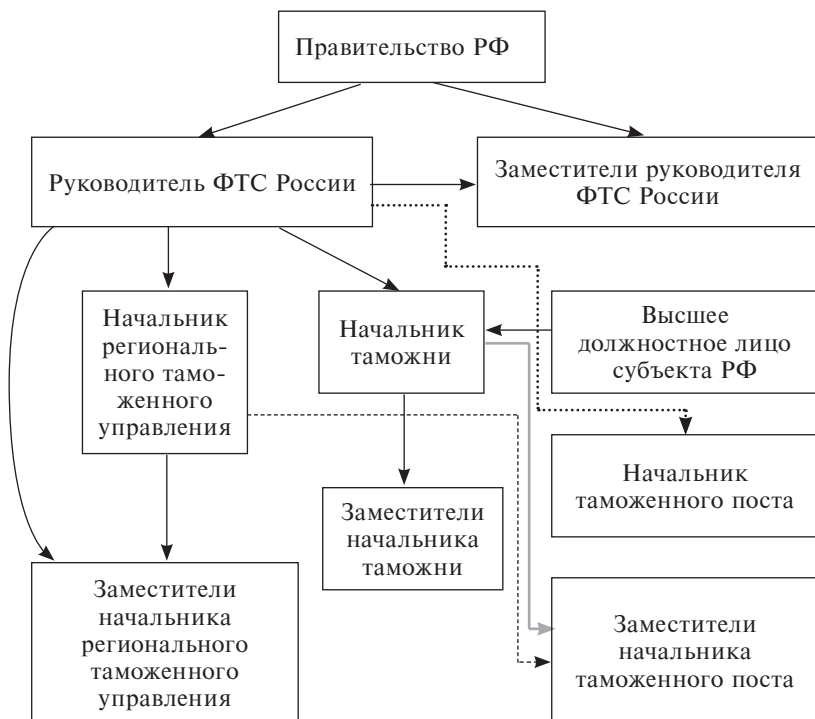 Правительство РФ
Руководитель ФТС России
Заместители руководителя
ФТС России
Начальник
региональ-
ного тамо-
женного
управления
Начальник
таможни
Высшее
должностное лицо
субъекта РФ
Начальник
таможенного поста
Заместители
начальника
таможни
Заместители
начальника
регионального
таможенного
управления
Заместители
начальника
таможенного поста